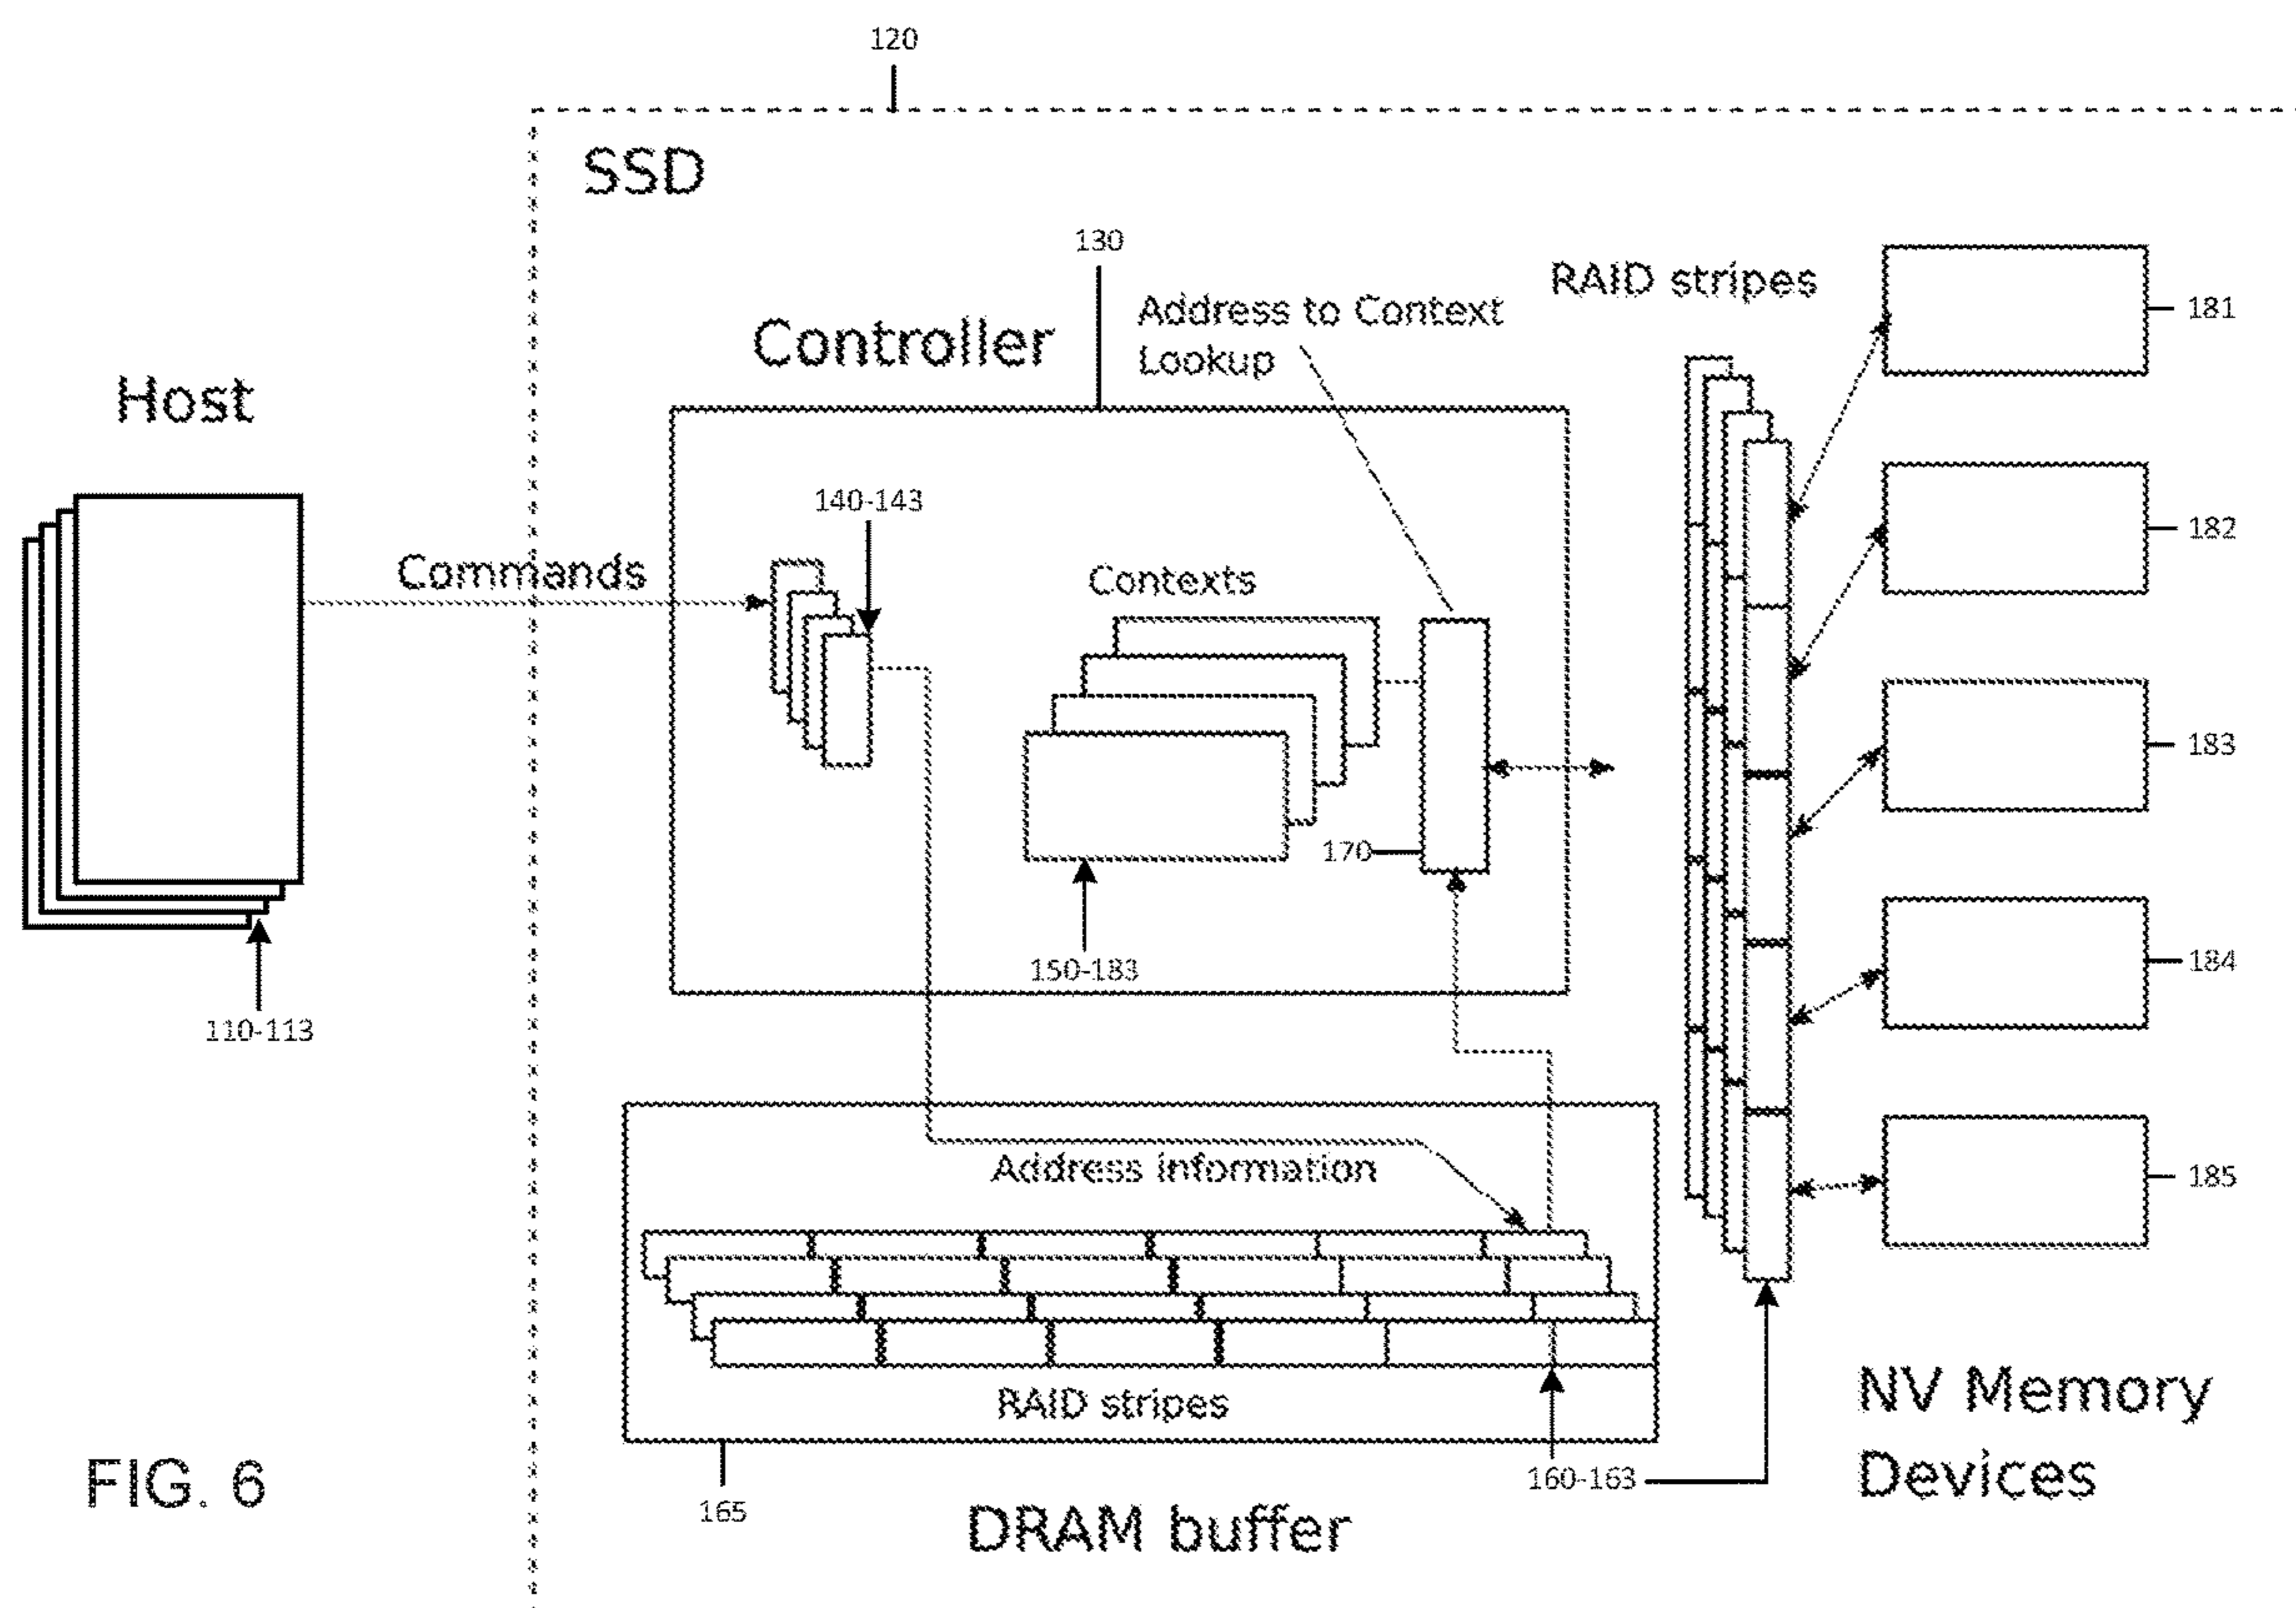 120
SSD
130
Address to Context
Lookup
RAID stripes
181
Controller
Host
140-143
182
Commands
Contexts
183
170
150-183
184
110-113
Address information
185
RAID stripes
NV Memory
Devices
160-163
165
DRAM buffer
FIG. 6